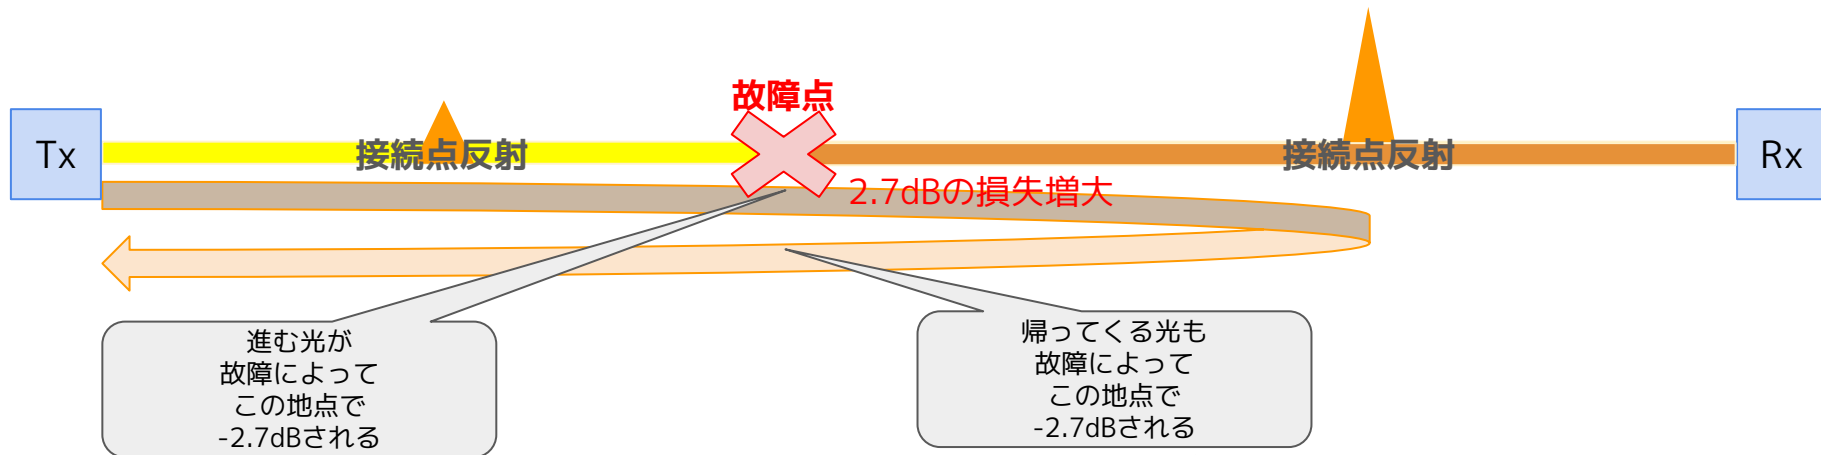 故障点
Tx
接続点反射
接続点反射
Rx
2.7dBの損失増大
進む光が
故障によって
この地点で
-2.7dBされる
帰ってくる光も
故障によって
この地点で
-2.7dBされる